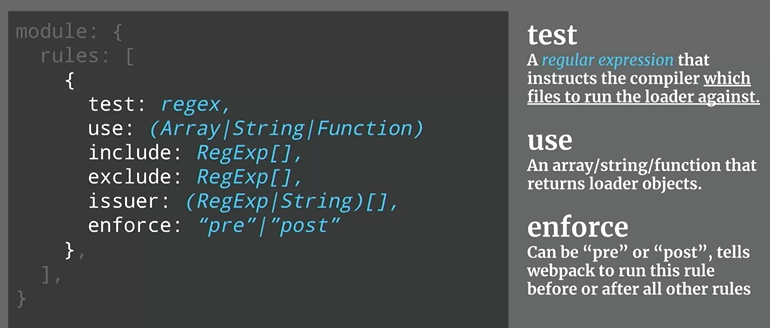 module: {
rules: [
{
test: regex,
use: (Array|String|Function)
include: RegExp[],
exclude: RegExp[],
issuer: (RegExp|String)[],
enforce: “pre”|”post”
},
],
}
test
A regular expression that
instructs the compiler which
files to run the loader against.
use
An array/string/function that
returns loader objects.
enforce
Can be “pre” or “post”, tells
webpack to run this rule
before or after all other rules